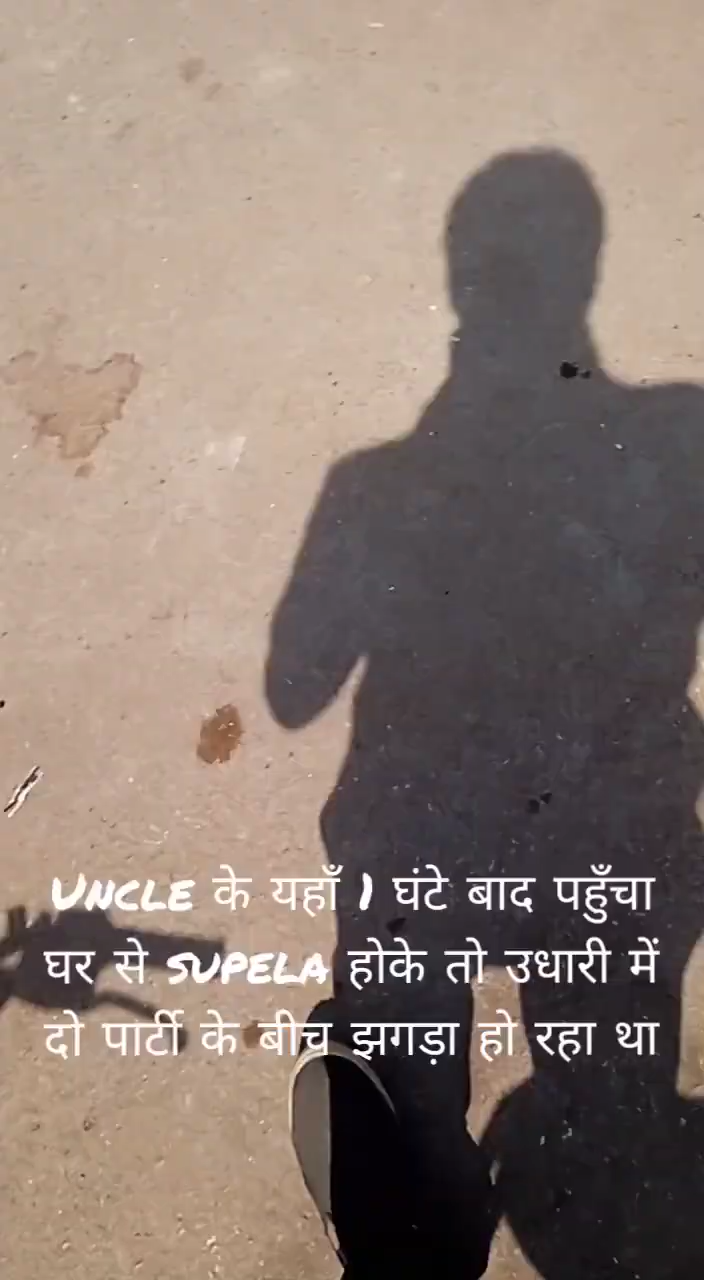 UNCLE के यहाँ 1 घंटे बाद पहुँचा
घर से SUPELA होके तो उधारी में
दो पार्टी के बीच झगड़ा हो रहा था